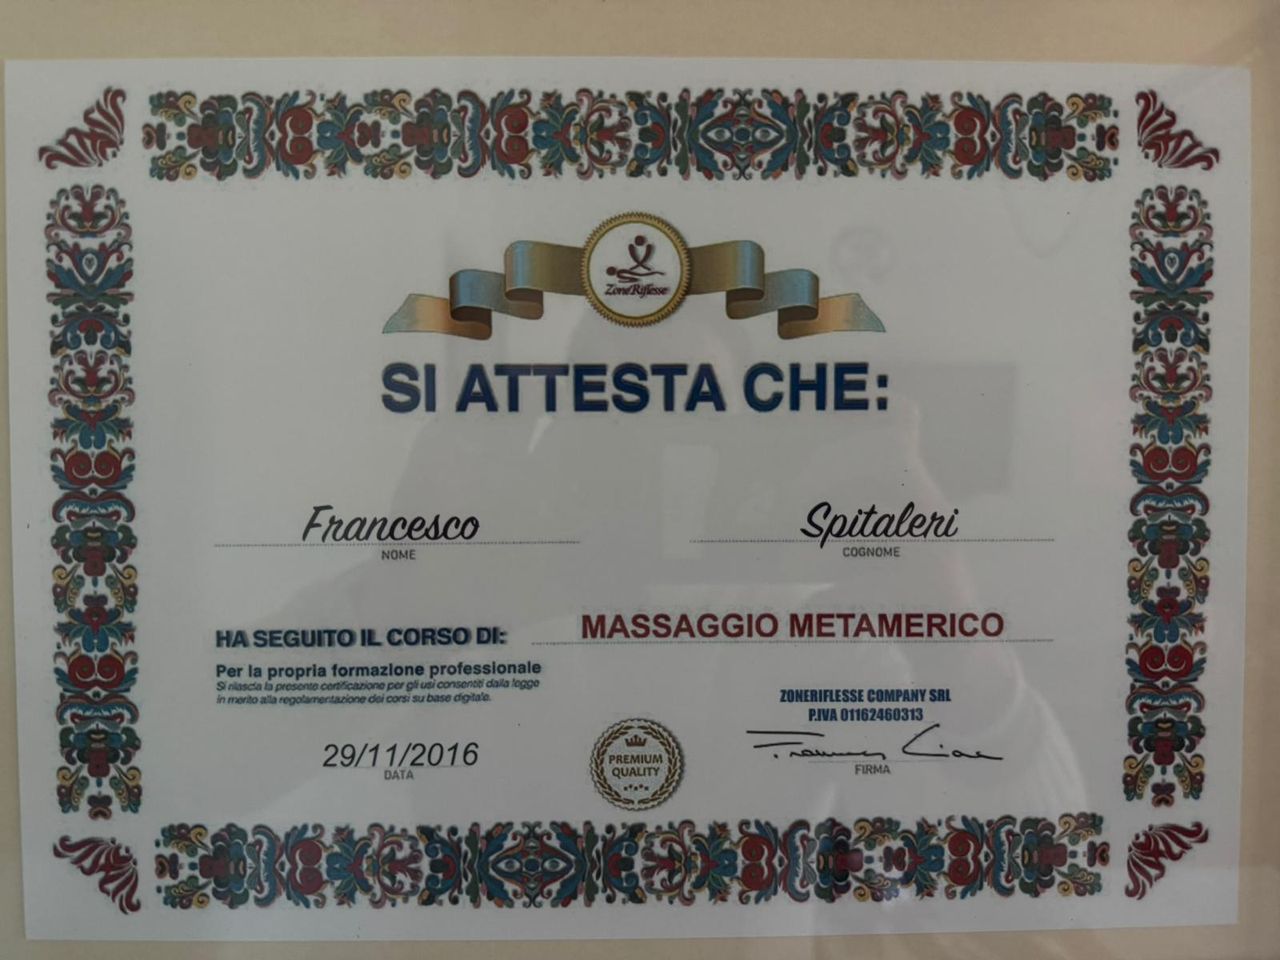 Zone Riflesse
SI ATTESTA CHE:
Francesco Spitaleri
NOME COGNOME
HA SEGUITO IL CORSO DI: MASSAGGIO METAMERICO
Per la propria formazione professionale
Si rilascia la presente certificazione per gli usi consentiti dalla legge
in merito alla regolamentazione dei corsi su base digitale.
ZONERIFLESSE COMPANY SRL
P.IVA 01162460313
29/11/2016
DATA
PREMIUM
QUALITY
FIRMA